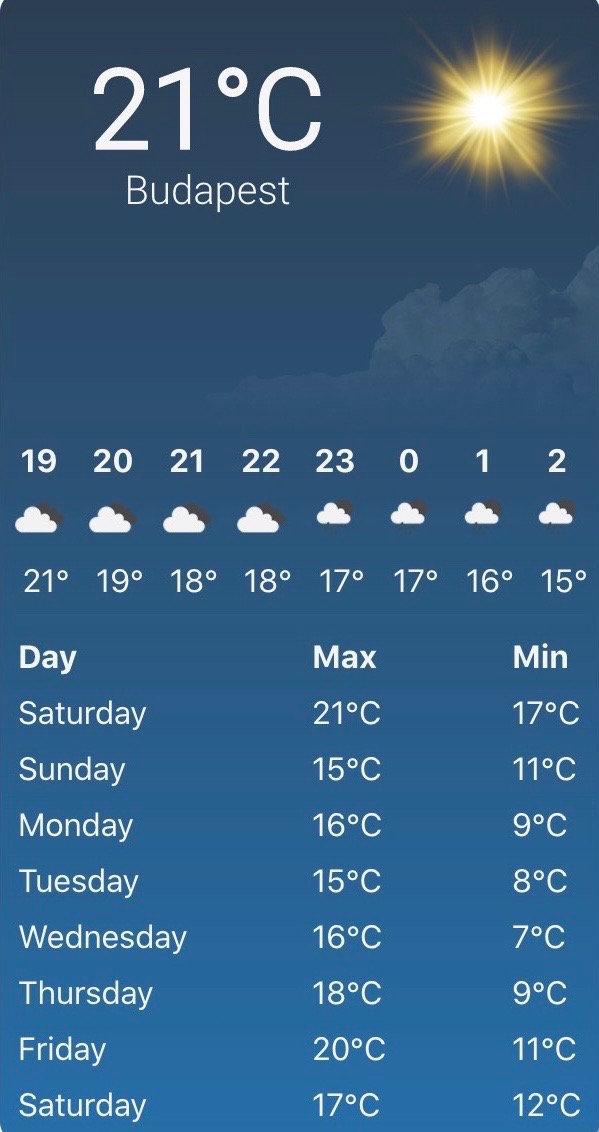 21°C
Budapest
19 20 21 22 23 0 1 2
21° 19° 18° 18° 17° 17° 16° 15°
Day Max Min
Saturday 21°C 17°C
Sunday 15°C 11°C
Monday 16°C 9°C
Tuesday 15°C 8°C
Wednesday 16°C 7°C
Thursday 18°C 9°C
Friday 20°C 11°C
Saturday 17°C 12°C